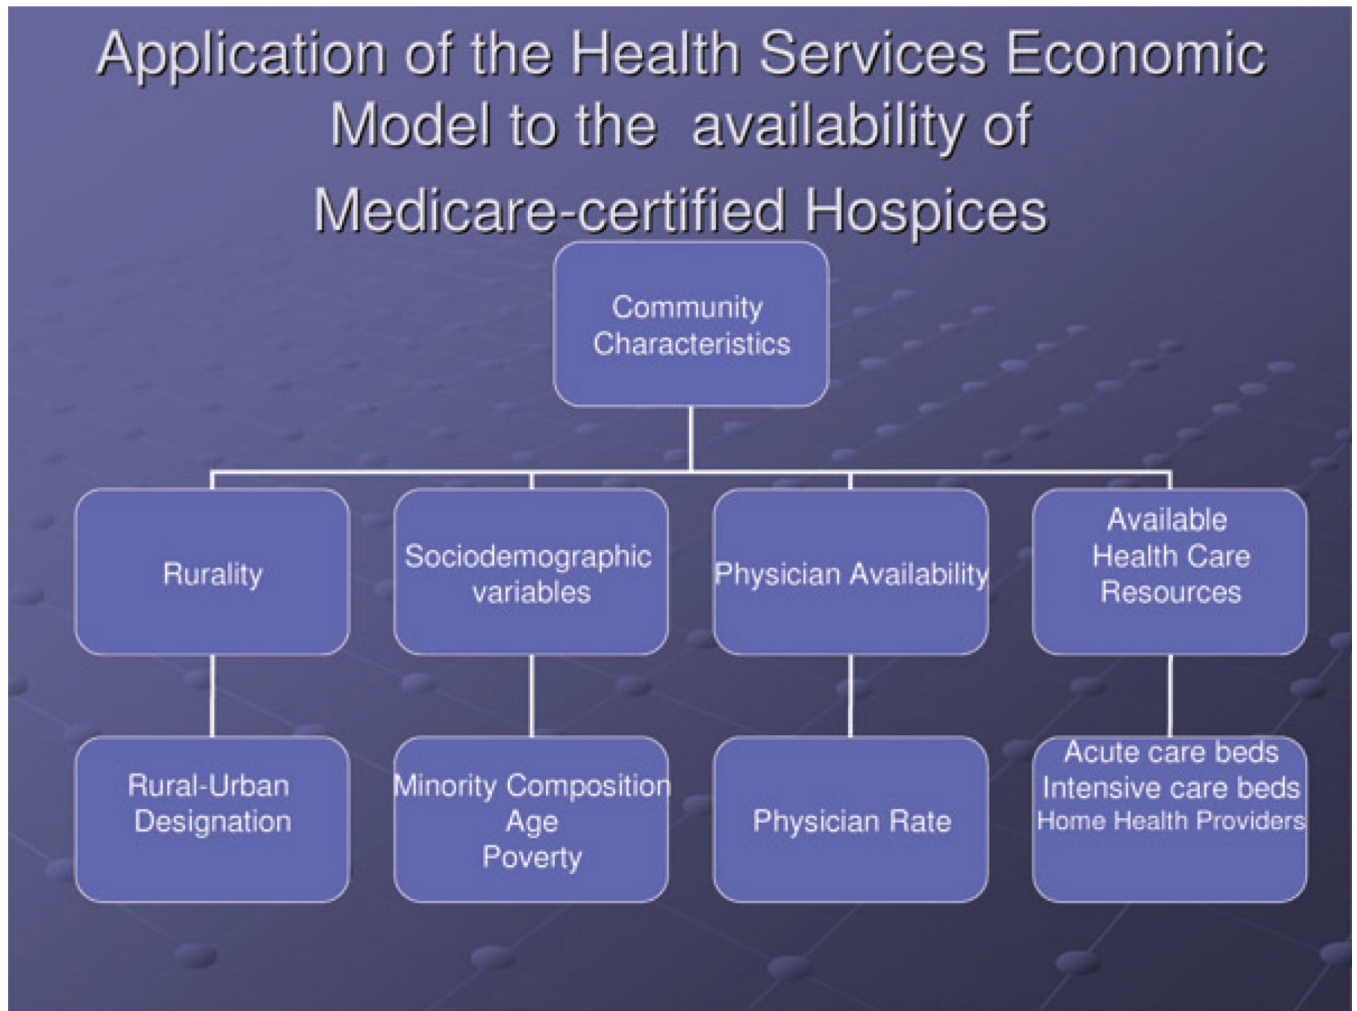 Application of the Health Services Economic
Model to the availability of
Medicare-certified Hospices
Community
Characteristics
Rurality
Sociodemographic
variables
Physician Availability
Available
Health Care
Resources
Rural-Urban
Designation
Minority Composition
Age
Poverty
Physician Rate
Acute care beds
Intensive care beds
Home Health Providers